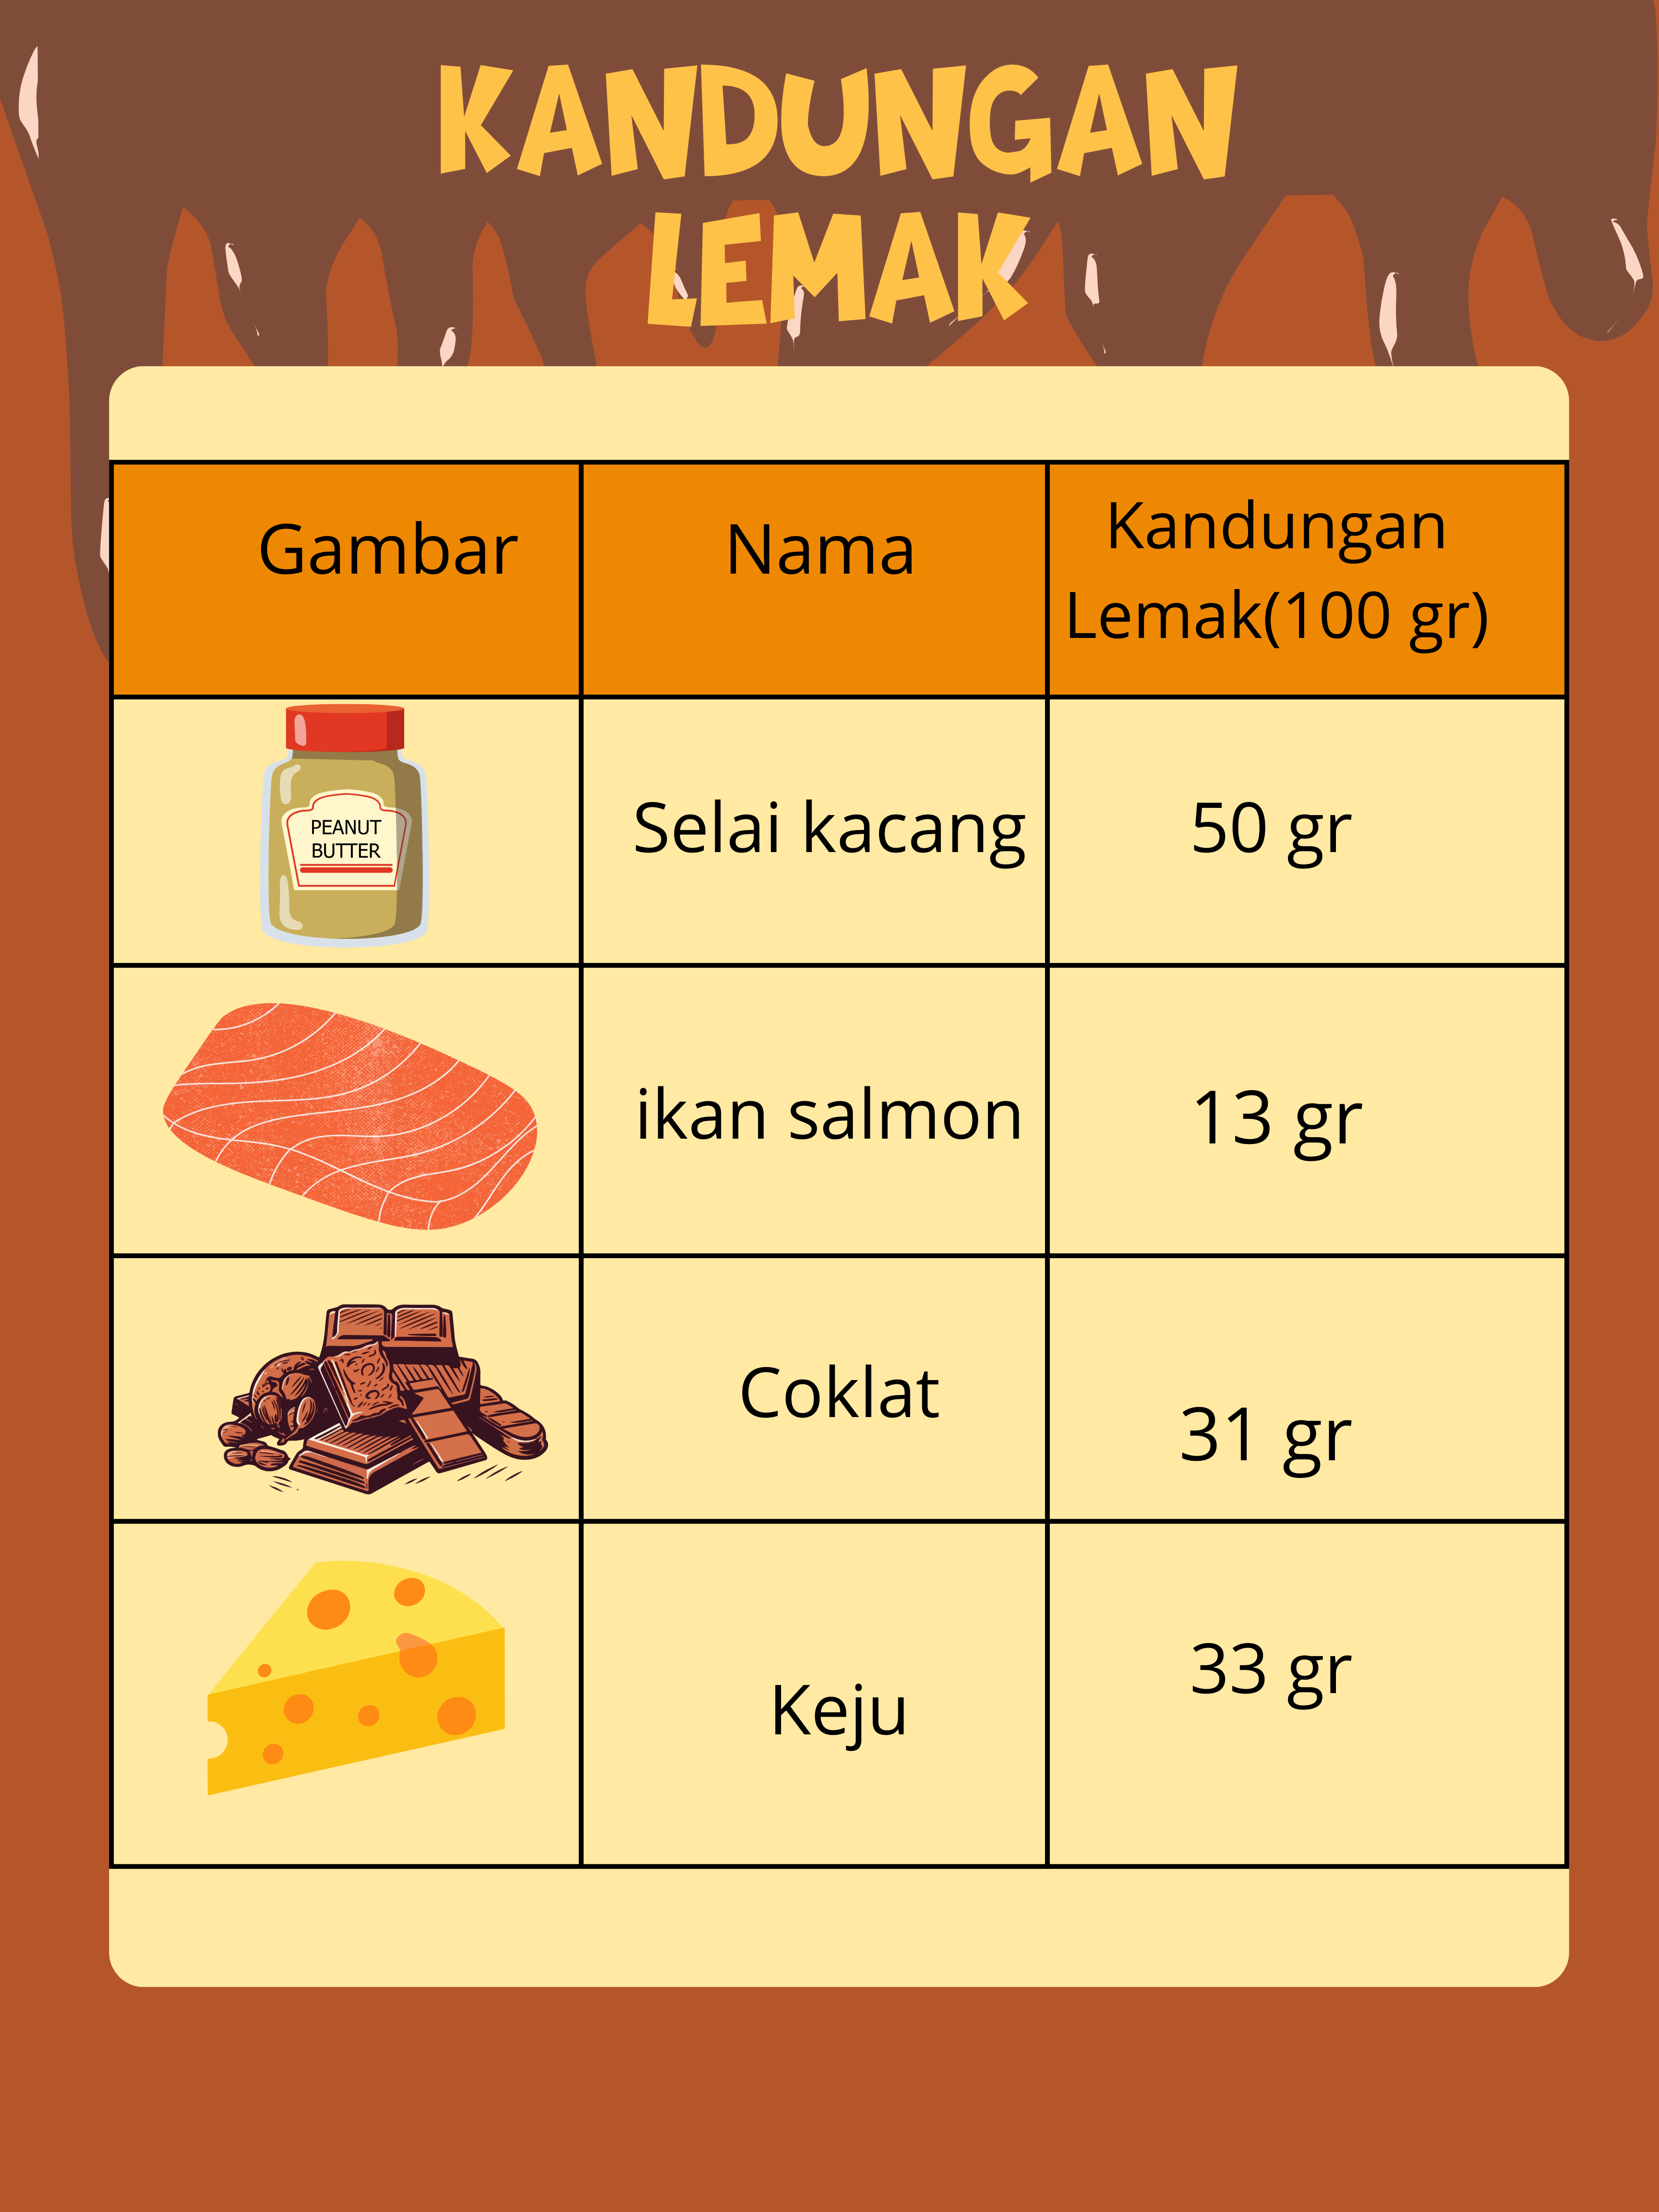 KANDUNGAN
LEMAK
Gambar
Nama
Kandungan
Lemak(100 gr)
PEANUT
BUTTER
Selai kacang
50 gr
ikan salmon
13 gr
Coklat
31 gr
Keju
33 gr